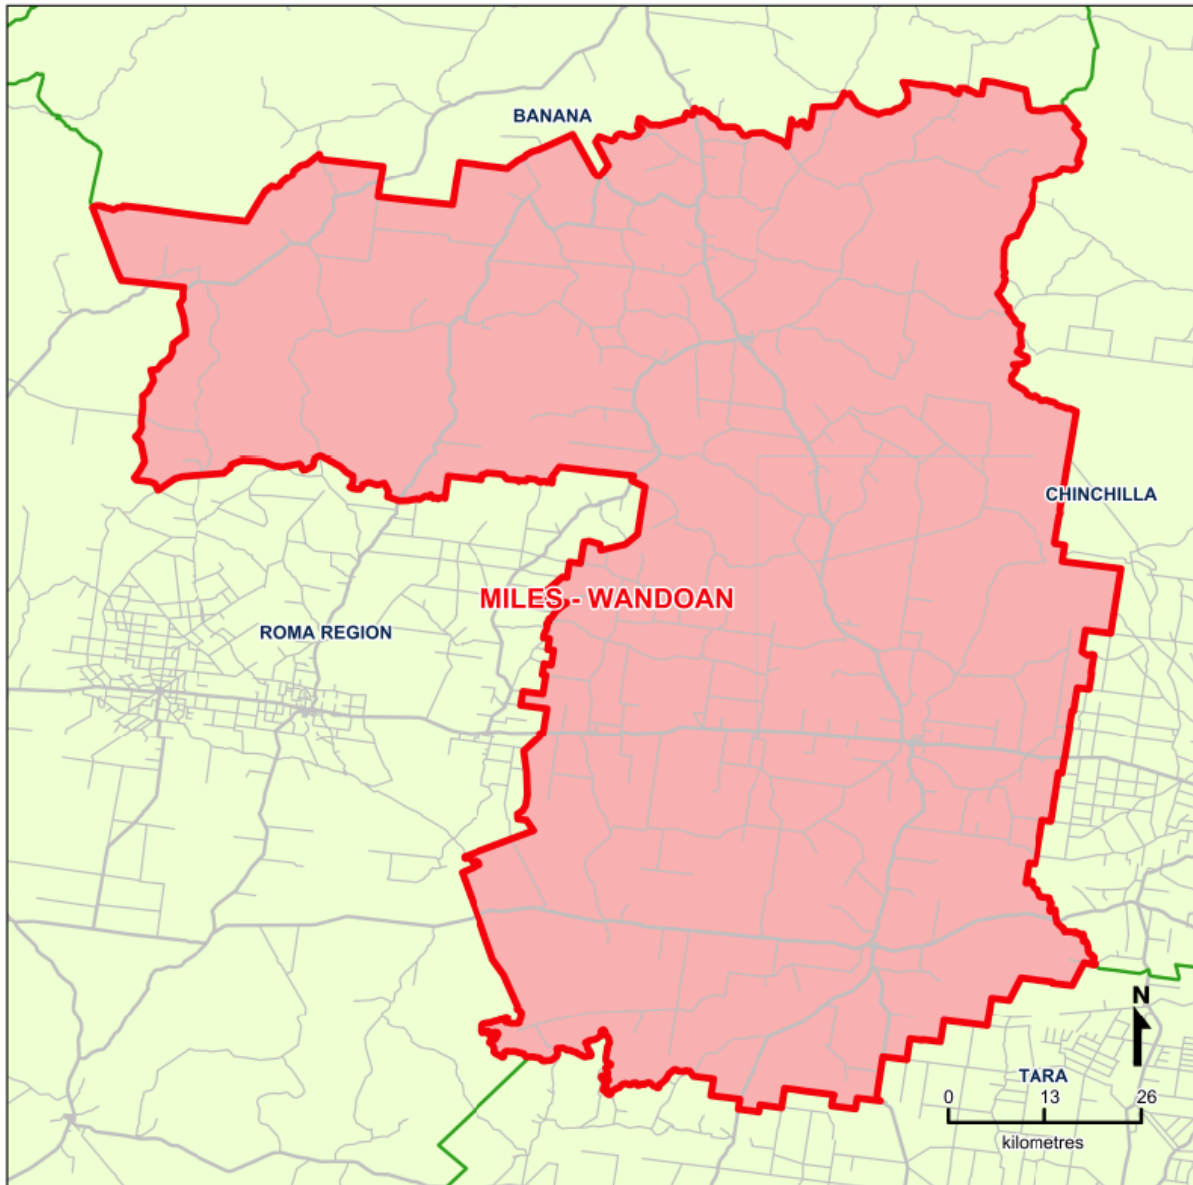 BANANA
CHINCHILLA
MILES - WANDOAN
ROMA REGION
N
TARA
0 13 26
kilometres